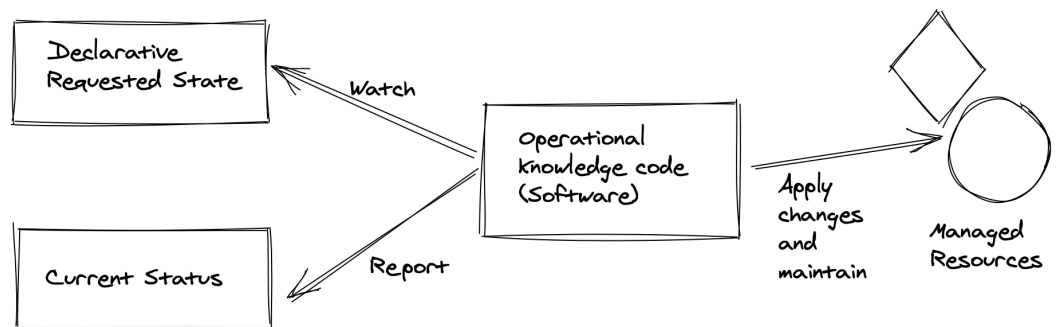 Declarative
Requested State
Watch
Operational
Knowledge code
(Software)
Apply
changes
and
maintain
Managed
Resources
Current Status
Report